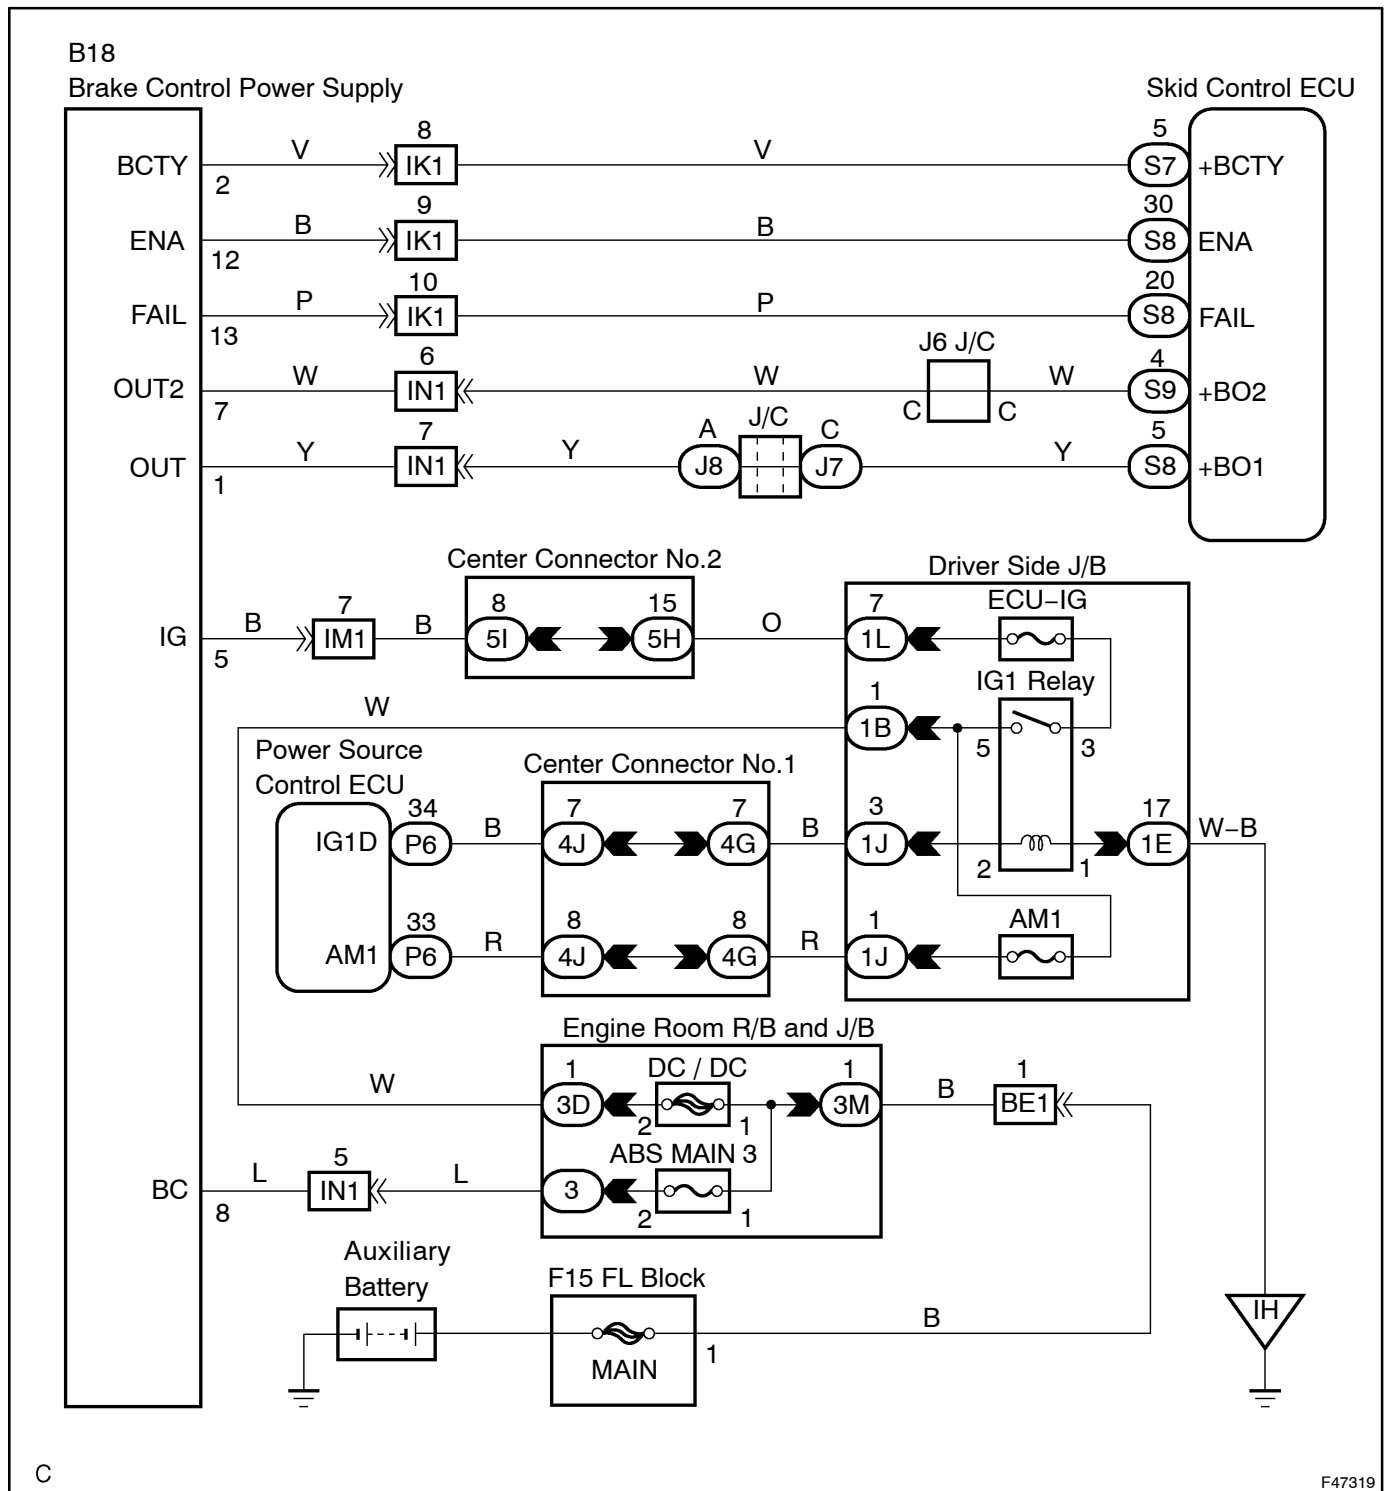 B18
Brake Control Power Supply
Skid Control ECU
BCTY
2
V
8
IK1
V
5
S7
+BCTY
ENA
12
B
9
IK1
B
30
S8
ENA
FAIL
13
P
10
IK1
P
20
S8
FAIL
OUT2
7
W
6
IN1
W
J6 J/C
C
C
W
4
S9
+BO2
OUT
1
Y
7
IN1
Y
A
J8
J/C
C
J7
Y
5
S8
+BO1
Center Connector No.2
Driver Side J/B
IG
5
B
7
IM1
B
8
5I
15
5H
O
7
1L
ECU-IG
IG1 Relay
W
1
1B
5
3
Power Source
Control ECU
Center Connector No.1
IG1D
34
P6
B
7
4J
7
4G
B
3
1J
2
1
17
1E
W-B
AM1
33
P6
R
8
4J
8
4G
R
1
1J
AM1
Engine Room R/B and J/B
W
1
3D
DC / DC
2
1
1
3M
B
1
BE1
ABS MAIN 3
BC
8
L
5
IN1
L
3
2
1
Auxiliary
Battery
F15 FL Block
MAIN
1
B
IH
C
F47319